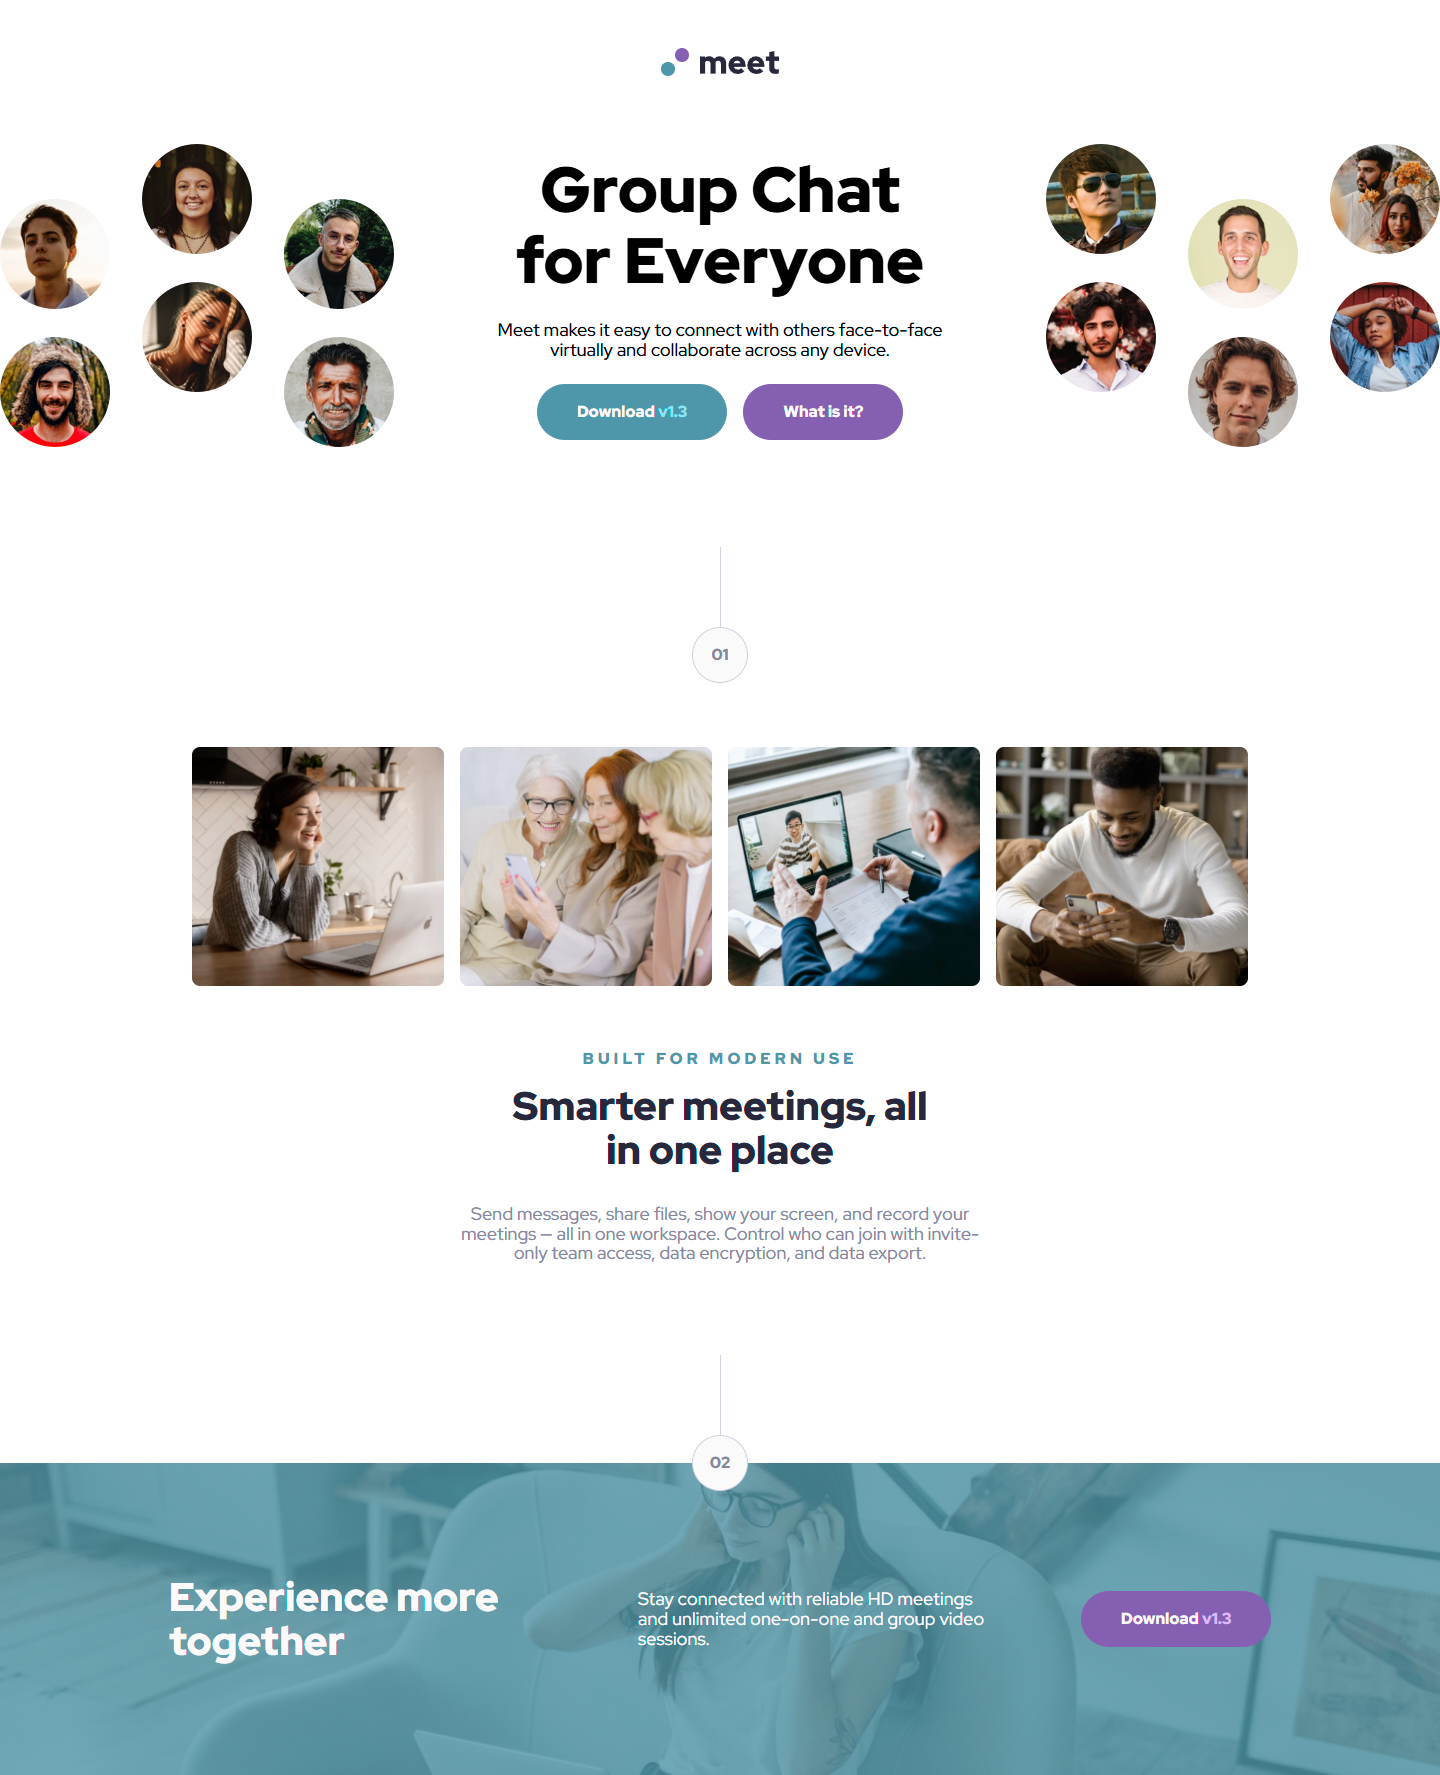 meet
Group Chat
for Everyone
Meet makes it easy to connect with others face-to-face
virtually and collaborate across any device.
Download v1.3
What is it?
01
BUILT FOR MODERN USE
Smarter meetings, all
in one place
Send messages, share files, show your screen, and record your
meetings — all in one workspace. Control who can join with invite-
only team access, data encryption, and data export.
02
Experience more
together
Stay connected with reliable HD meetings
and unlimited one-on-one and group video
sessions.
Download v1.3